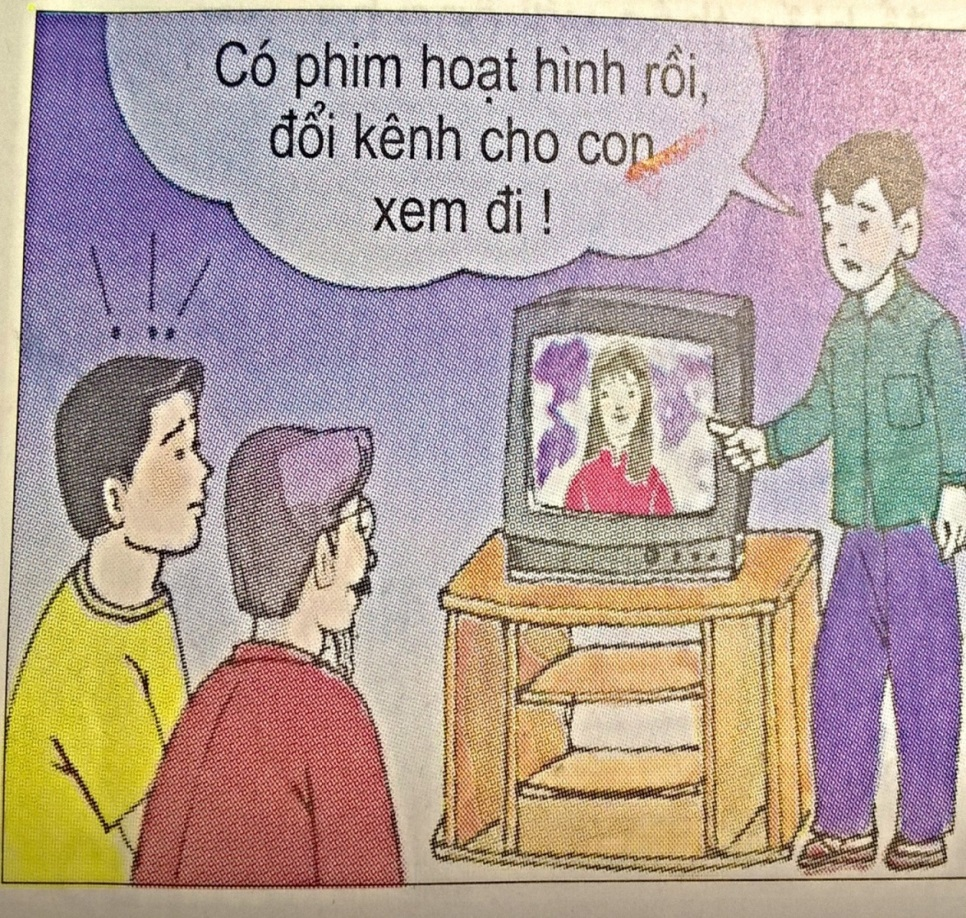 Có phim hoạt hình rồi,
đổi kênh cho con
xem đi !